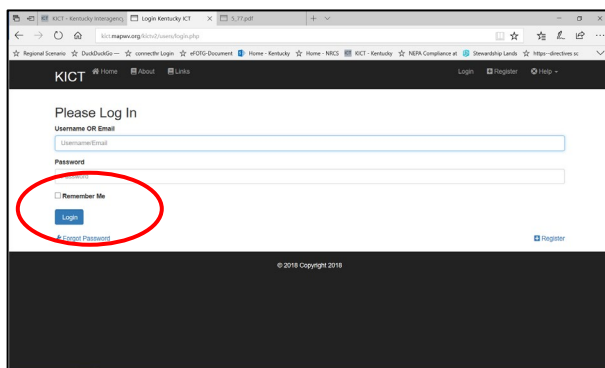 KICT - Kentucky Interagency Login Kentucky ICT 5_77.pdf
kict.mapwv.org/kictv2/users/login.php
Regional Scenario DuckDuckGo — connecthr Login eFOTG-Document Home - Kentucky Home - NRCS KICT - Kentucky NEPA Compliance at Stewardship Lands https--directives sc
KICT Home About Links Login Register Help
Please Log In
Username OR Email
Username/Email
Password
Remember Me
Login
Forgot Password Register
© 2018 Copyright 2018